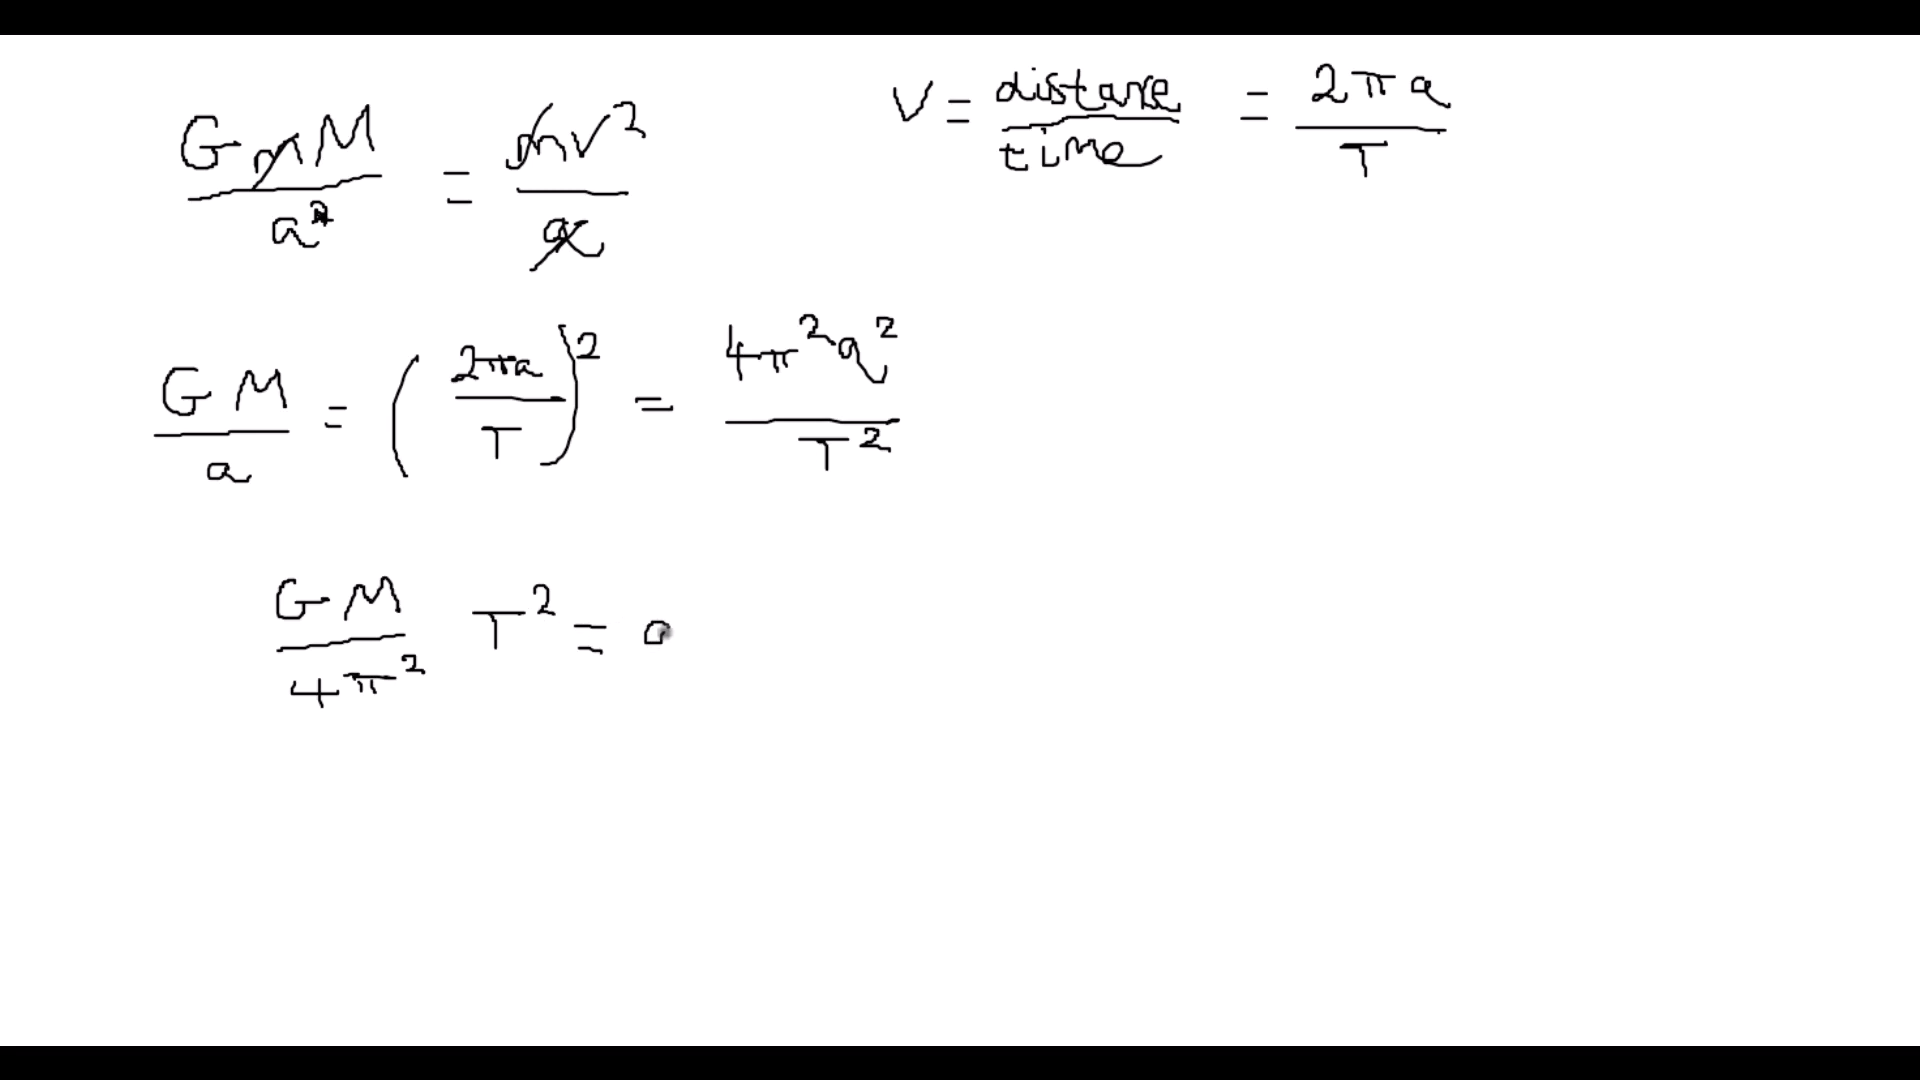 GmM/a² = mv²/a
V = distance/time = 2πa/T
GM/a = (2πa/T)² = 4π²a²/T²
GM/4π² T² = a